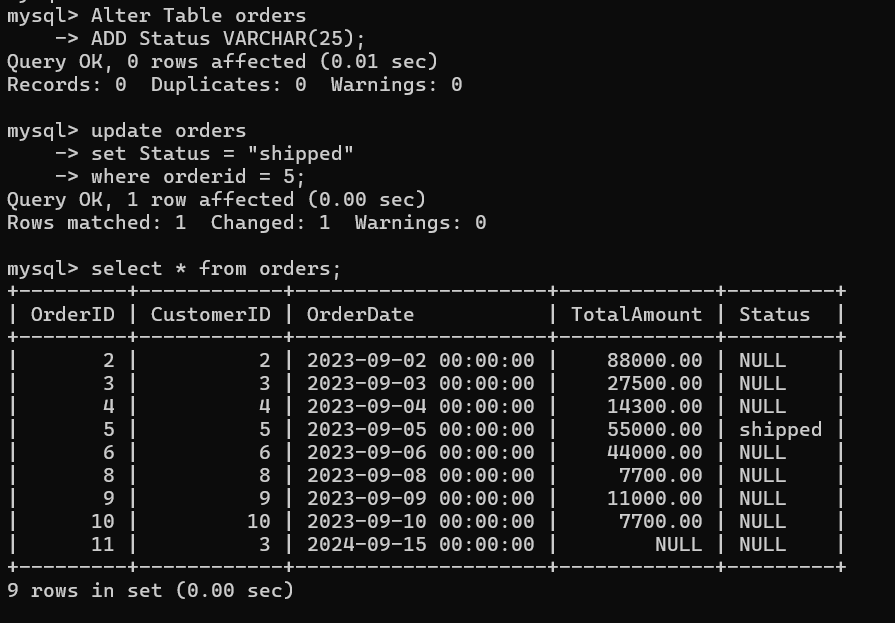 mysql> Alter Table orders
    -> ADD Status VARCHAR(25);
Query OK, 0 rows affected (0.01 sec)
Records: 0  Duplicates: 0  Warnings: 0
mysql> update orders
    -> set Status = "shipped"
    -> where orderid = 5;
Query OK, 1 row affected (0.00 sec)
Rows matched: 1  Changed: 1  Warnings: 0
mysql> select * from orders;
+---------+------------+---------------------+-------------+---------+
| OrderID | CustomerID | OrderDate           | TotalAmount | Status  |
+---------+------------+---------------------+-------------+---------+
|       2 |          2 | 2023-09-02 00:00:00 |    88000.00 | NULL    |
|       3 |          3 | 2023-09-03 00:00:00 |    27500.00 | NULL    |
|       4 |          4 | 2023-09-04 00:00:00 |    14300.00 | NULL    |
|       5 |          5 | 2023-09-05 00:00:00 |    55000.00 | shipped |
|       6 |          6 | 2023-09-06 00:00:00 |    44000.00 | NULL    |
|       8 |          8 | 2023-09-08 00:00:00 |     7700.00 | NULL    |
|       9 |          9 | 2023-09-09 00:00:00 |    11000.00 | NULL    |
|      10 |         10 | 2023-09-10 00:00:00 |     7700.00 | NULL    |
|      11 |          3 | 2024-09-15 00:00:00 |        NULL | NULL    |
+---------+------------+---------------------+-------------+---------+
9 rows in set (0.00 sec)